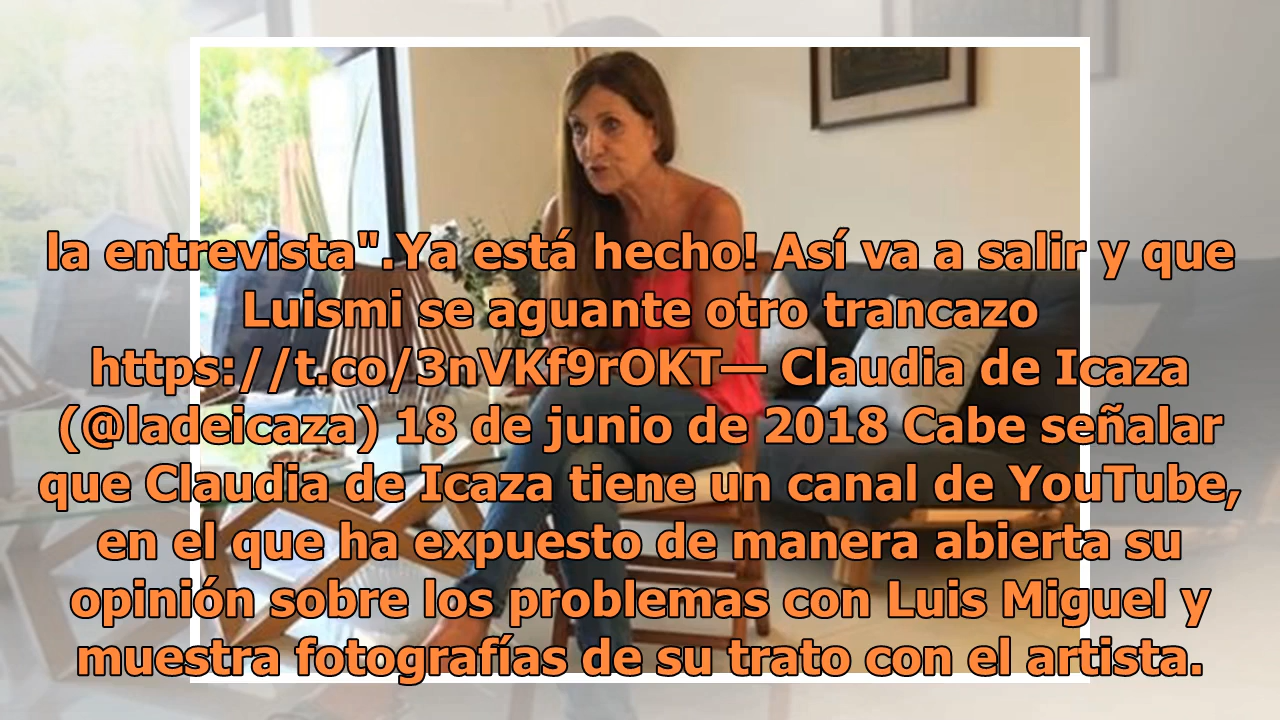 la entrevista".Ya está hecho! Así va a salir y que
Luismi se aguante otro trancazo
https://t.co/3nVKf9rOKT— Claudia de Icaza
(@ladeicaza) 18 de junio de 2018 Cabe señalar
que Claudia de Icaza tiene un canal de YouTube,
en el que ha expuesto de manera abierta su
opinión sobre los problemas con Luis Miguel y
muestra fotografías de su trato con el artista.